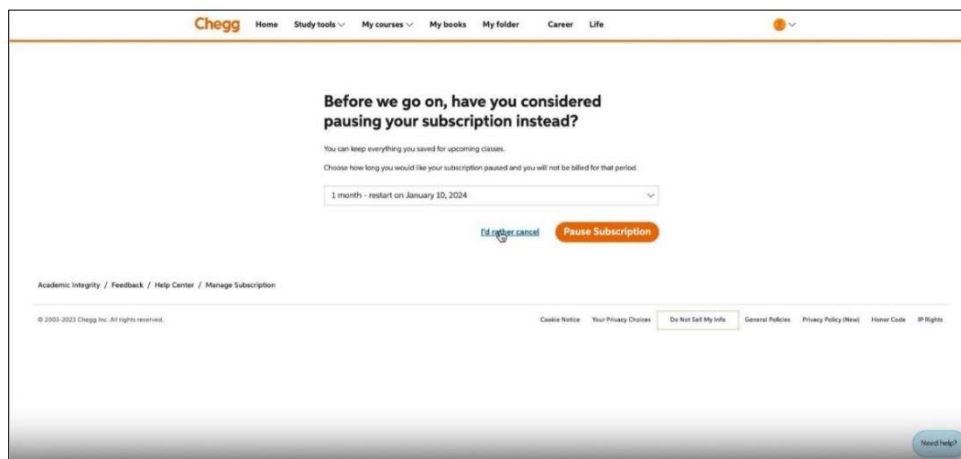 Chegg Home Study tools My courses My books My folder Career Life
Before we go on, have you considered
pausing your subscription instead?
You can keep everything you saved for upcoming classes.
Choose how long you would like your subscription paused and you will not be billed for that period.
1 month - restart on January 10, 2024
I'd rather cancel Pause Subscription
Academic Integrity / Feedback / Help Center / Manage Subscription
© 2003-2023 Chegg Inc. All rights reserved. Cookie Notice Your Privacy Choices Do Not Sell My Info General Policies Privacy Policy (New) Honor Code IP Rights
Need help?